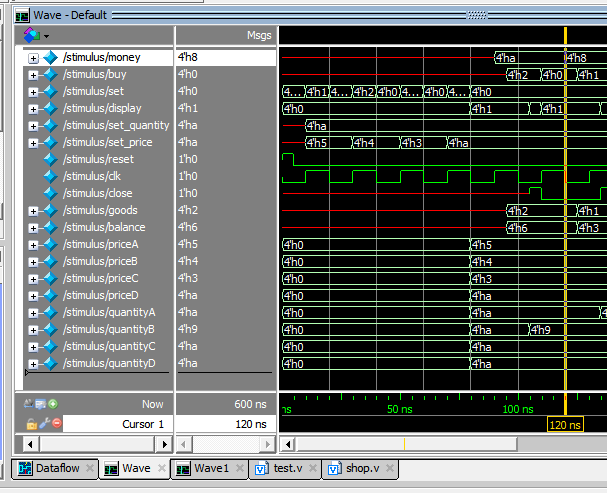 Wave - Default
Msgs
/stimulus/money 4'h8 4'ha 4'h8
/stimulus/buy 4'h0 4'h2 4'h0 4'h1
/stimulus/set 4'h0 4... 4'h1 4... 4'h2 4'h0 4... 4'h0 4... 4'h0
/stimulus/display 4'h1 4'h0 4'h1 4'h1
/stimulus/set_quantity 4'ha 4'ha
/stimulus/set_price 4'ha 4'h5 4'h4 4'h3 4'ha
/stimulus/reset 1'h0
/stimulus/clk 1'h0
/stimulus/close 1'h0
/stimulus/goods 4'h2 4'h2 4'h1
/stimulus/balance 4'h6 4'h6 4'h3
/stimulus/priceA 4'h5 4'h0 4'h5
/stimulus/priceB 4'h4 4'h0 4'h4
/stimulus/priceC 4'h3 4'h0 4'h3
/stimulus/priceD 4'ha 4'h0 4'ha
/stimulus/quantityA 4'ha 4'h0 4'ha 4
/stimulus/quantityB 4'h9 4'h0 4'ha 4'h9
/stimulus/quantityC 4'ha 4'h0 4'ha
/stimulus/quantityD 4'ha 4'h0 4'ha
Now 600 ns ns 50 ns 100 ns
Cursor 1 120 ns 120 ns
Dataflow Wave Wave1 test.v shop.v